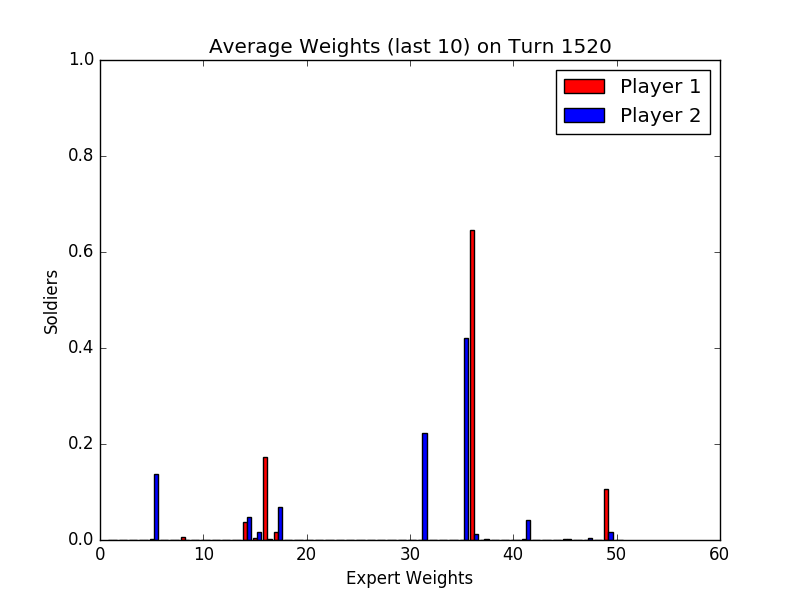 Average Weights (last 10) on Turn 1520
Player 1
Player 2
1.0
0.8
0.6
0.4
0.2
0.0
Soldiers
0 10 20 30 40 50 60
Expert Weights